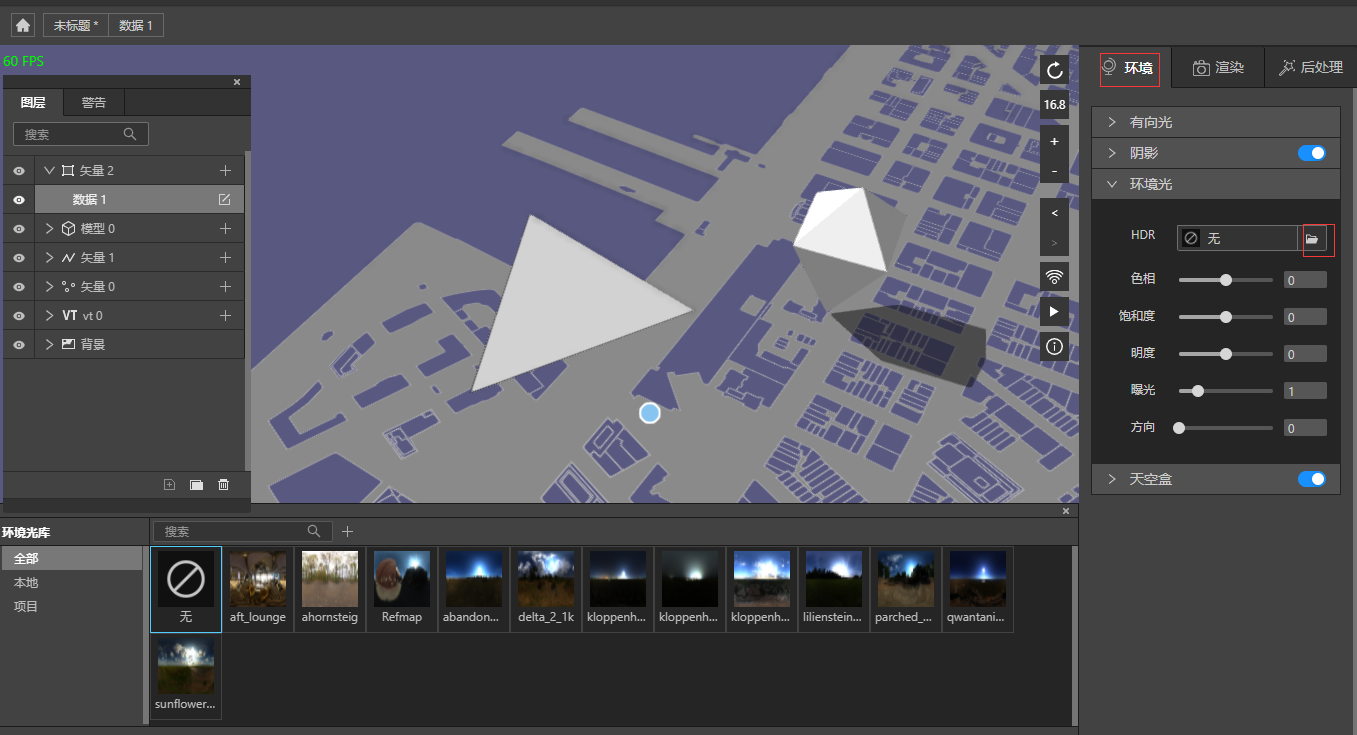 未标题 *
数据 1
60 FPS
图层
警告
搜索
矢量 2
数据 1
模型 0
矢量 1
矢量 0
VT vt 0
背景
16.8
+
-
<
>
环境
渲染
后处理
有向光
阴影
环境光
HDR
无
色相
0
饱和度
0
明度
0
曝光
1
方向
0
天空盒
环境光库
全部
本地
项目
搜索
无
aft_lounge
ahornsteig
Refmap
abandon...
delta_2_1k
kloppenh...
kloppenh...
kloppenh...
lilienstein...
parched_...
qwantani...
sunflower...